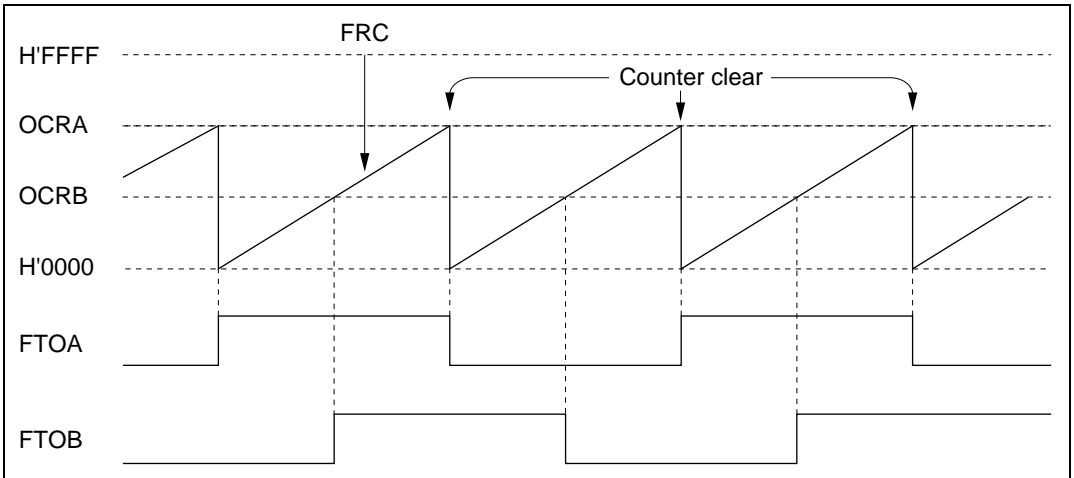 FRC
H'FFFF
Counter clear
OCRA
OCRB
H'0000
FTOA
FTOB